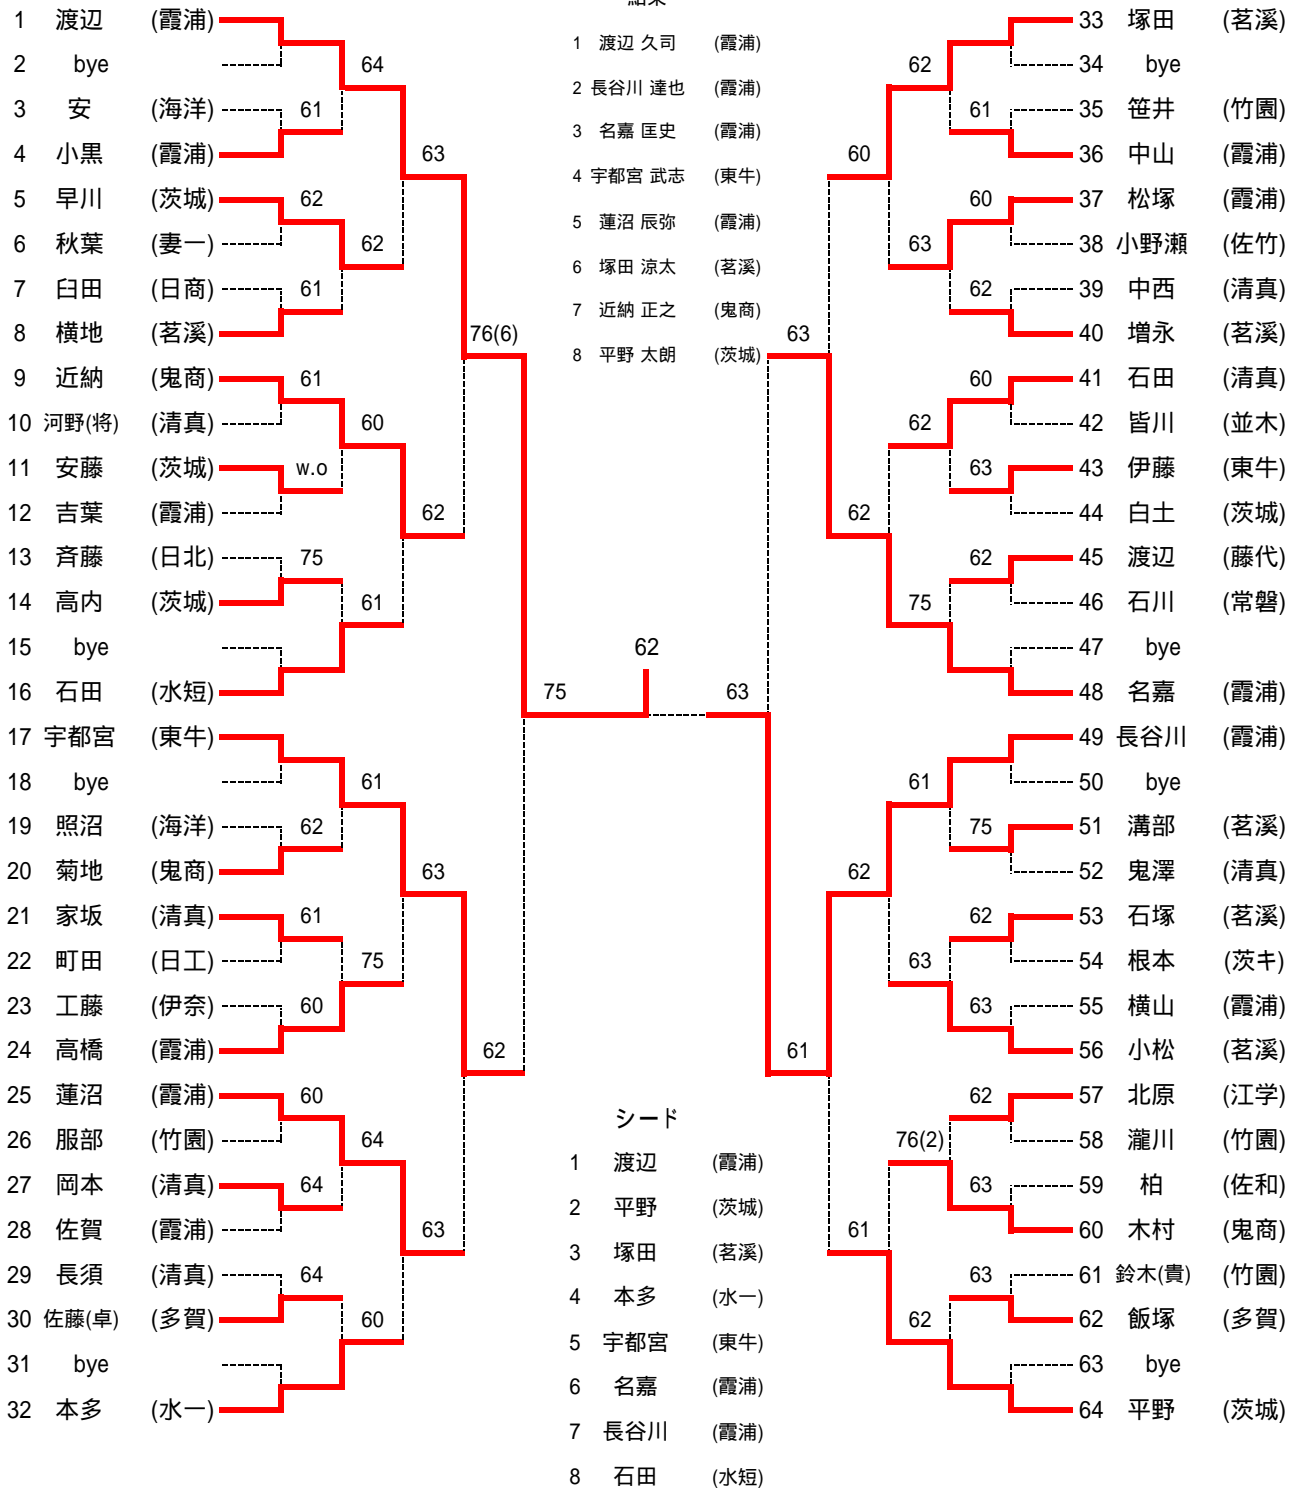 結果
1 渡辺 久司 (霞浦)
2 長谷川 達也 (霞浦)
3 名嘉 匡史 (霞浦)
4 宇都宮 武志 (東牛)
5 蓮沼 辰弥 (霞浦)
6 塚田 涼太 (茗溪)
7 近納 正之 (鬼商)
8 平野 太朗 (茨城)
1 渡辺 (霞浦)
2 bye
64
3 安 (海洋) 61
4 小黒 (霞浦)
63
5 早川 (茨城) 62
6 秋葉 (妻一)
62
7 臼田 (日商) 61
8 横地 (茗溪)
76(6)
9 近納 (鬼商) 61
10 河野(将) (清真)
60
11 安藤 (茨城) w.o
12 吉葉 (霞浦)
62
13 斉藤 (日北) 75
14 高内 (茨城)
61
15 bye
16 石田 (水短)
75
17 宇都宮 (東牛)
18 bye
61
19 照沼 (海洋) 62
20 菊地 (鬼商)
63
21 家坂 (清真) 61
22 町田 (日工)
75
23 工藤 (伊奈) 60
24 高橋 (霞浦)
62
25 蓮沼 (霞浦) 60
26 服部 (竹園)
64
27 岡本 (清真) 64
28 佐賀 (霞浦)
63
29 長須 (清真) 64
30 佐藤(卓) (多賀)
60
31 bye
32 本多 (水一)
62
33 塚田 (茗溪)
62
34 bye
61
35 笹井 (竹園)
36 中山 (霞浦)
60
60
37 松塚 (霞浦)
63
38 小野瀬 (佐竹)
62
39 中西 (清真)
40 増永 (茗溪)
63
60
41 石田 (清真)
62
42 皆川 (並木)
63
43 伊藤 (東牛)
44 白土 (茨城)
62
62
45 渡辺 (藤代)
75
46 石川 (常磐)
47 bye
48 名嘉 (霞浦)
63
49 長谷川 (霞浦)
61
50 bye
75
51 溝部 (茗溪)
52 鬼澤 (清真)
62
62
53 石塚 (茗溪)
63
54 根本 (茨キ)
63
55 横山 (霞浦)
56 小松 (茗溪)
61
62
57 北原 (江学)
76(2)
58 瀧川 (竹園)
63
59 柏 (佐和)
60 木村 (鬼商)
61
63
61 鈴木(貴) (竹園)
62
62 飯塚 (多賀)
63 bye
64 平野 (茨城)
シード
1 渡辺 (霞浦)
2 平野 (茨城)
3 塚田 (茗溪)
4 本多 (水一)
5 宇都宮 (東牛)
6 名嘉 (霞浦)
7 長谷川 (霞浦)
8 石田 (水短)